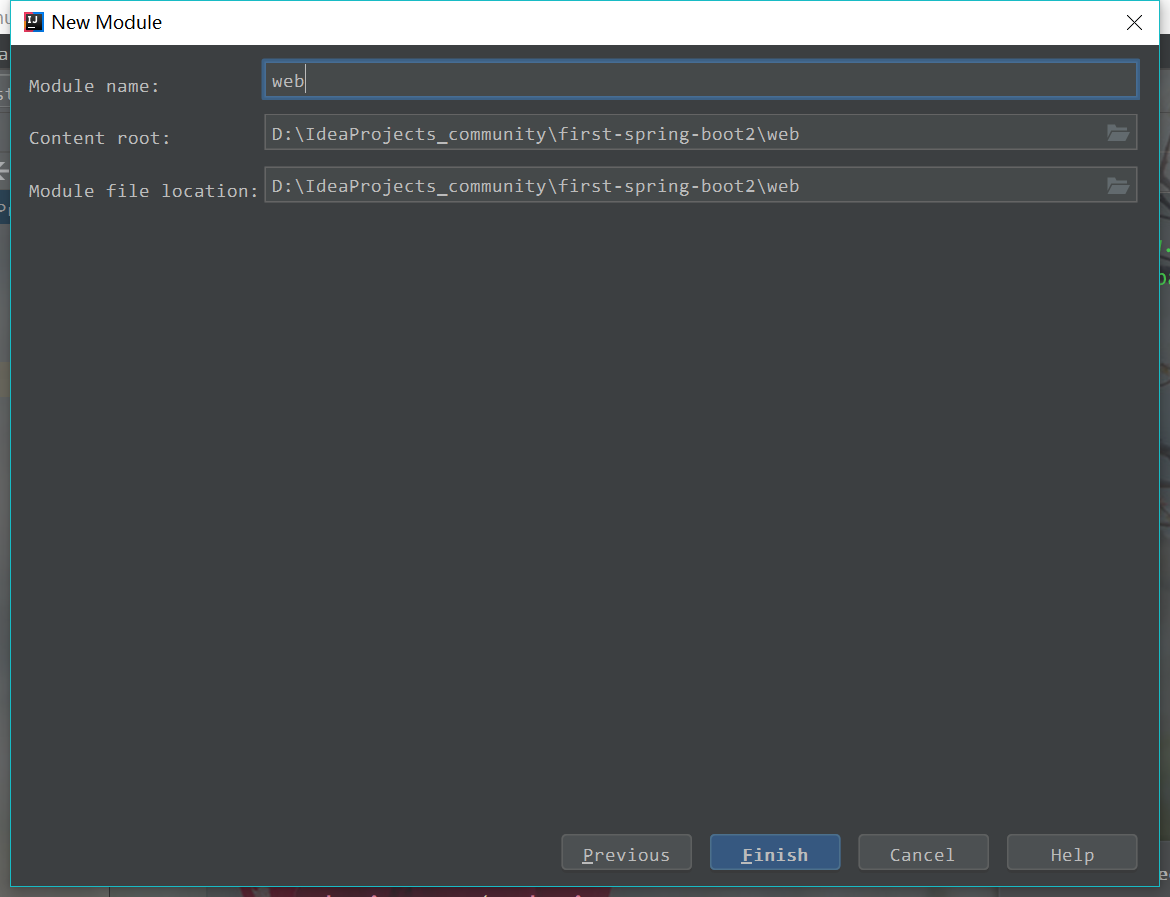 New Module
Module name: web
Content root: D:\IdeaProjects_community\first-spring-boot2\web
Module file location: D:\IdeaProjects_community\first-spring-boot2\web
Previous Finish Cancel Help